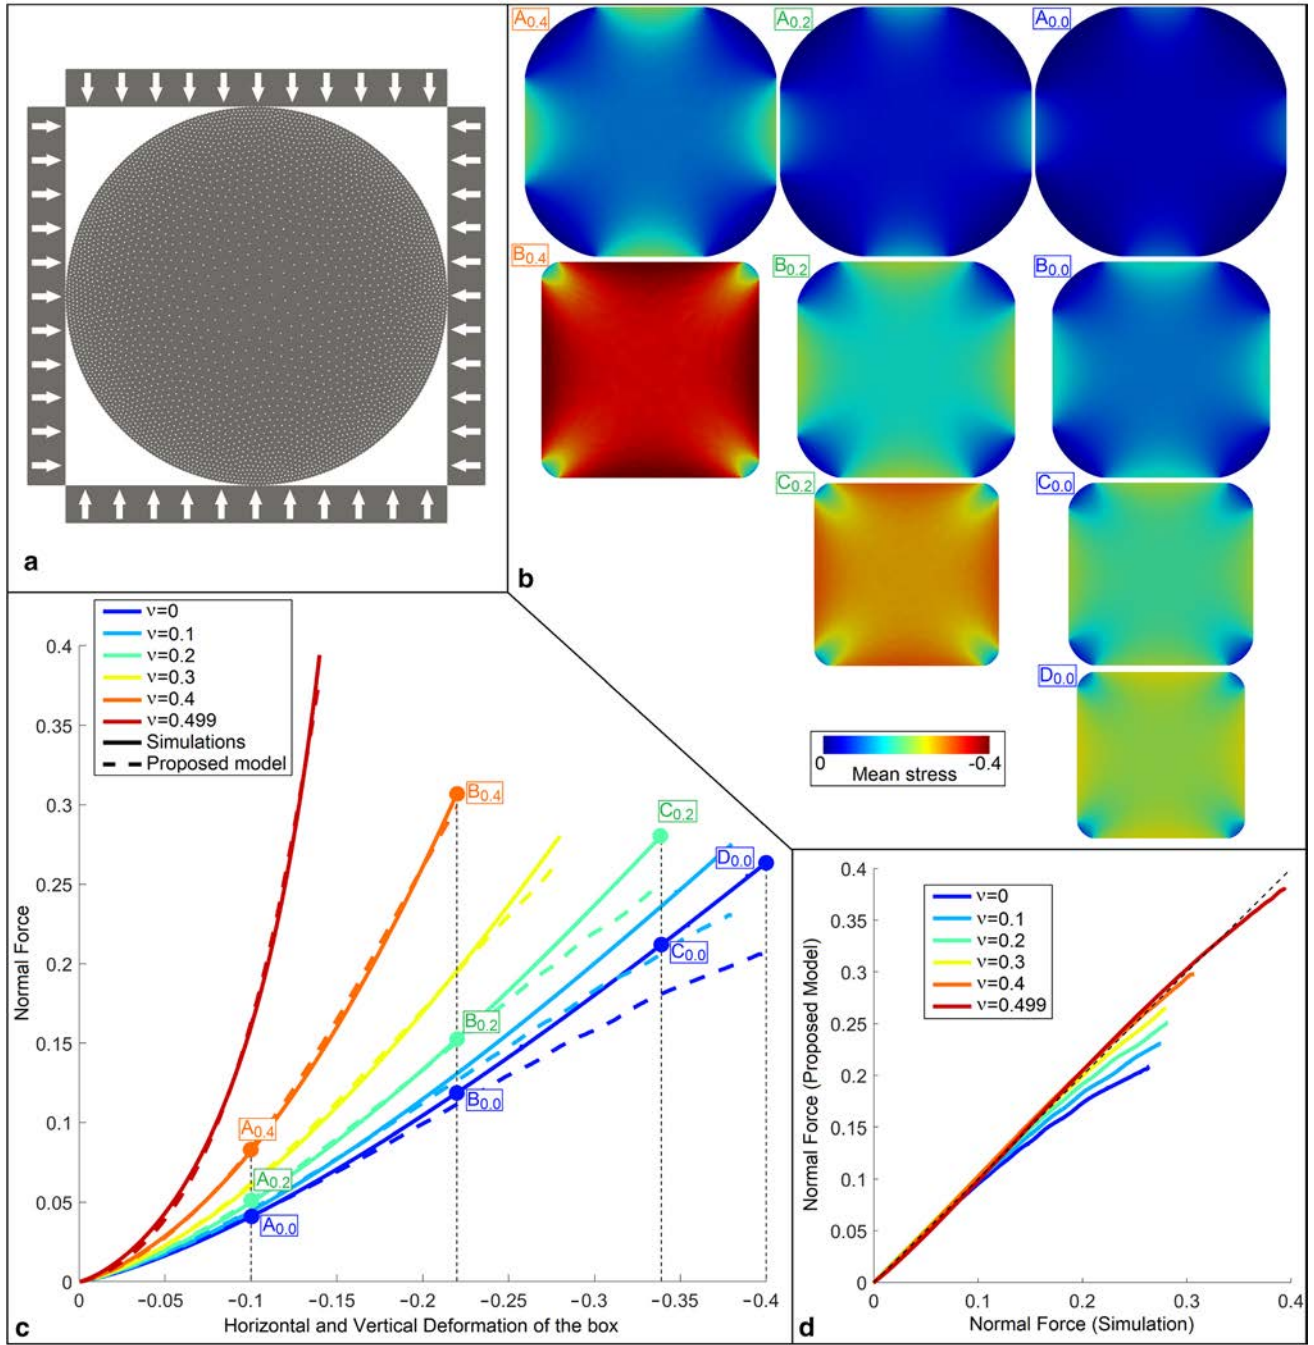 a
A0.4
A0.2
A0.0
B0.4
B0.2
B0.0
C0.2
C0.0
D0.0
0
-0.4
Mean stress
b
ν=0
ν=0.1
ν=0.2
ν=0.3
ν=0.4
ν=0.499
Simulations
Proposed model
0.4
0.35
0.3
0.25
0.2
0.15
0.1
0.05
0
Normal Force
B0.4
C0.2
D0.0
C0.0
B0.2
B0.0
A0.4
A0.2
A0.0
0
−0.05
−0.1
−0.15
−0.2
−0.25
−0.3
−0.35
−0.4
Horizontal and Vertical Deformation of the box
c
ν=0
ν=0.1
ν=0.2
ν=0.3
ν=0.4
ν=0.499
0.4
0.35
0.3
0.25
0.2
0.15
0.1
0.05
0
Normal Force (Proposed Model)
0
0.1
0.2
0.3
0.4
Normal Force (Simulation)
d